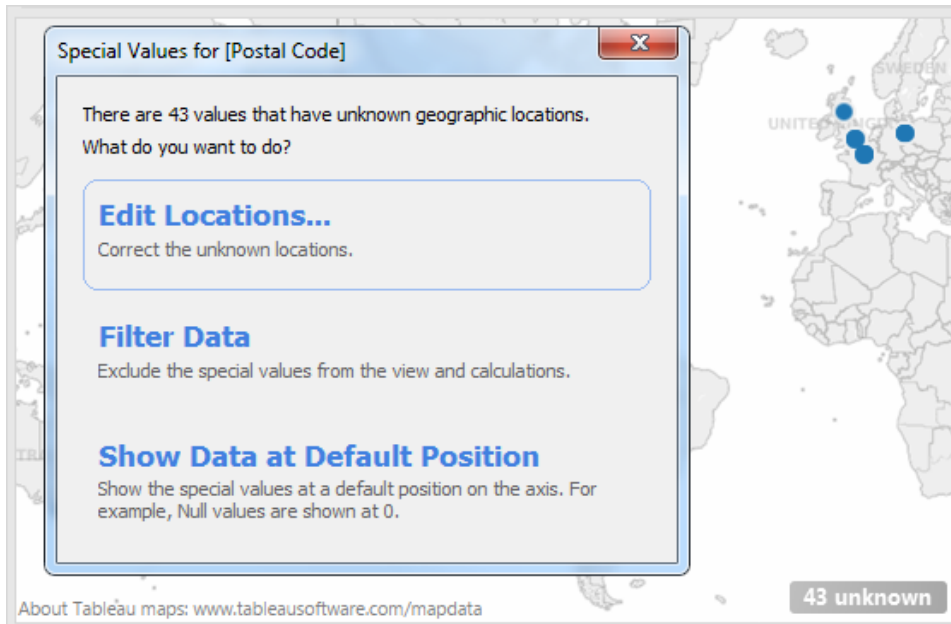 Special Values for [Postal Code]
There are 43 values that have unknown geographic locations.
What do you want to do?
Edit Locations...
Correct the unknown locations.
Filter Data
Exclude the special values from the view and calculations.
Show Data at Default Position
Show the special values at a default position on the axis. For
example, Null values are shown at 0.
SWEDEN
About Tableau maps: www.tableausoftware.com/mapdata
43 unknown